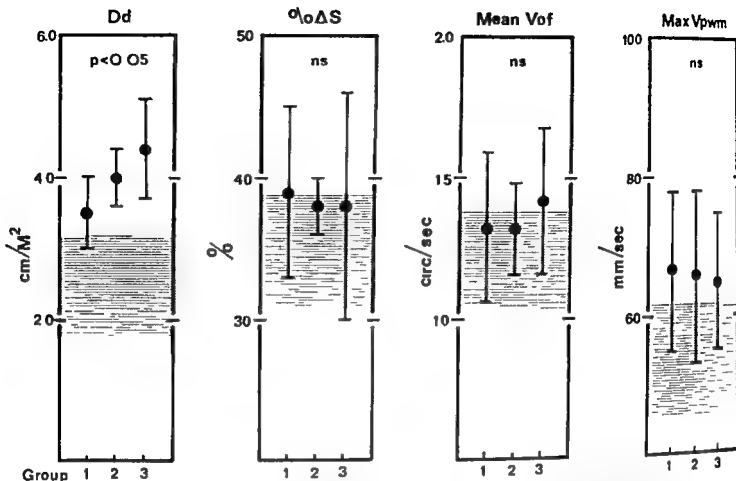 Dd
6.0
p<0 05
4.0
cm/M²
2.0
Group
1 2 3
%ΔS
50
ns
40
%
30
1 2 3
Mean Vcf
2.0
ns
1.5
circ/sec
1.0
1 2 3
Max Vpwm
100
ns
80
mm/sec
60
1 2 3